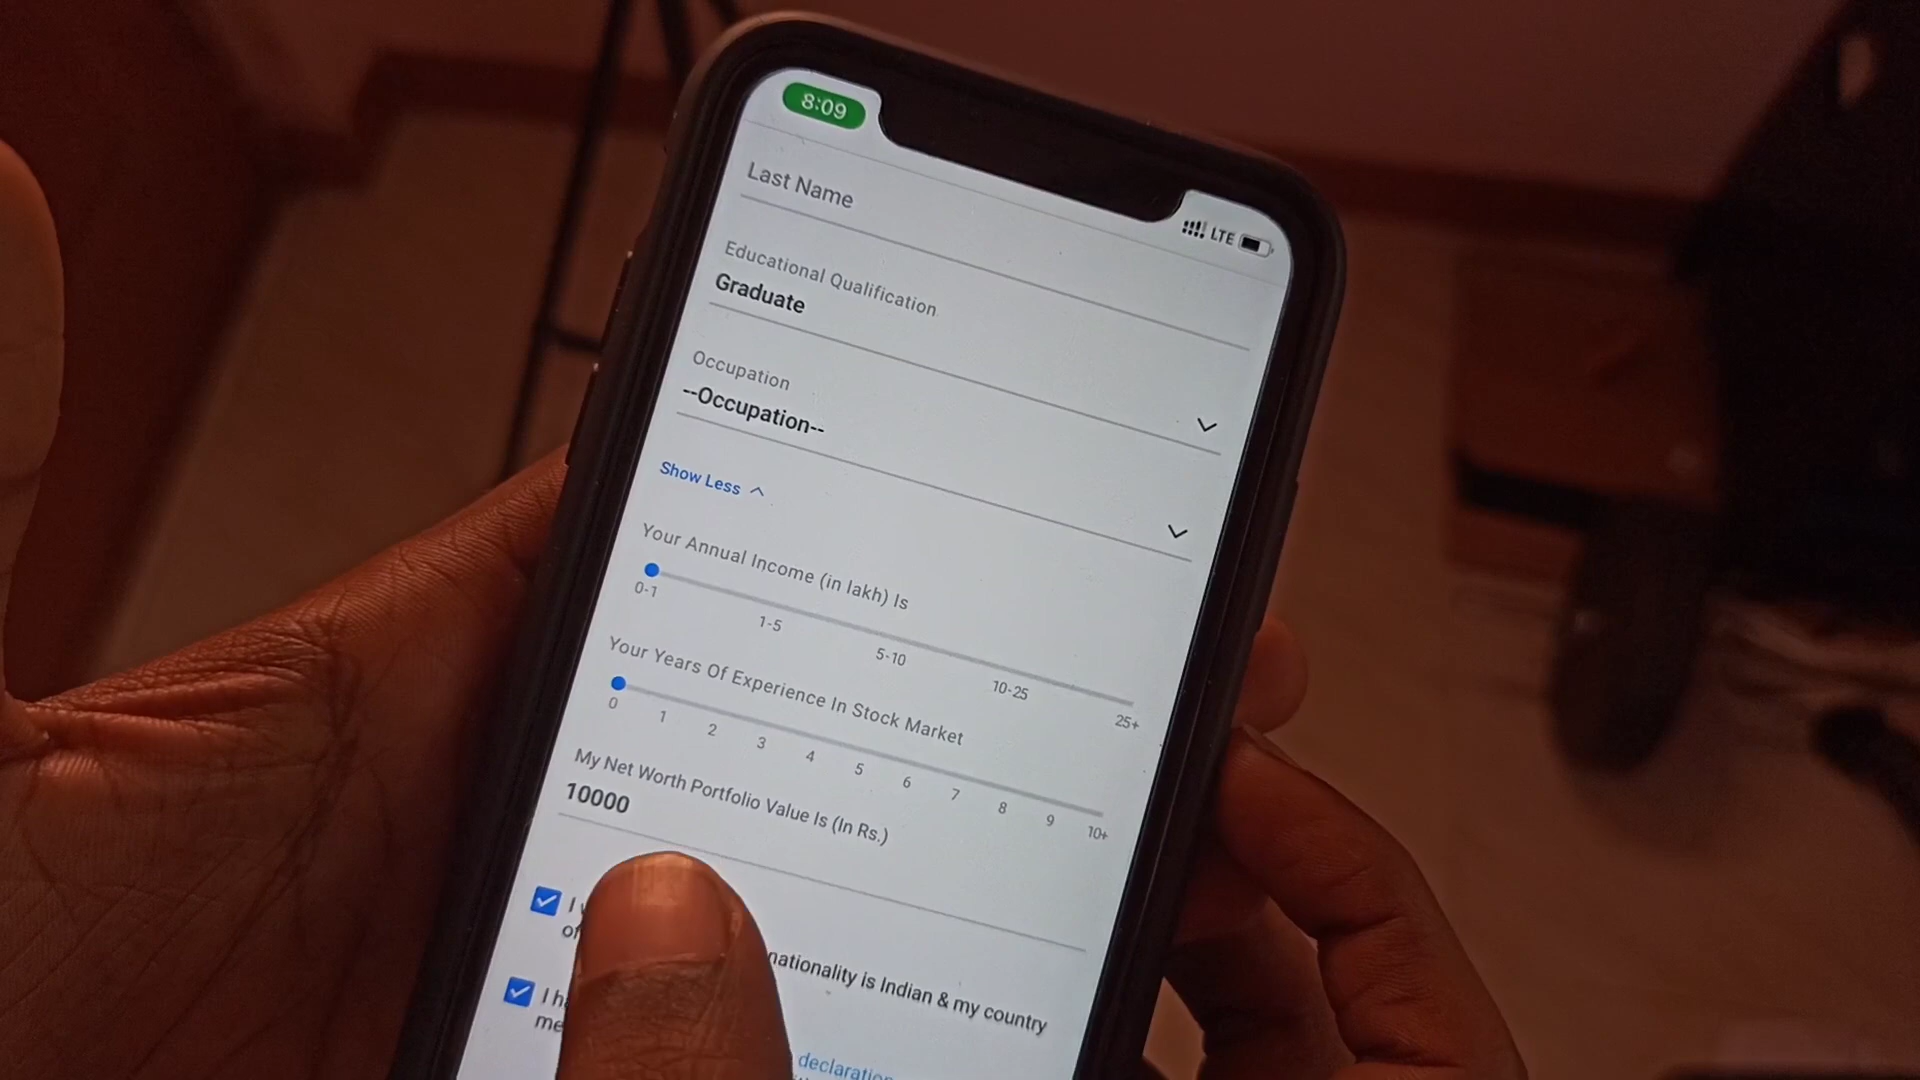 8:09
LTE
Last Name
Educational Qualification
Graduate
Occupation
--Occupation--
Show Less
Your Annual Income (in lakh) Is
0-1 1-5 5-10 10-25 25+
Your Years Of Experience In Stock Market
0 1 2 3 4 5 6 7 8 9 10+
My Net Worth Portfolio Value Is (In Rs.)
10000
I
nationality is Indian & my country
of
I
declaration